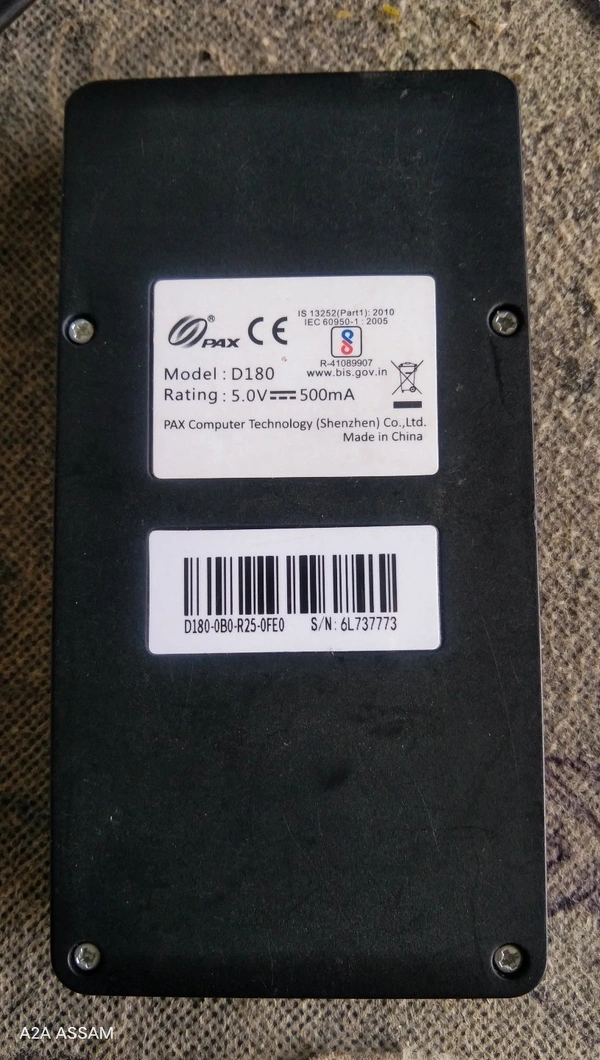 PAX® CE
IS 13252(Part1): 2010
IEC 60950-1 : 2005
R-41089907
www.bis.gov.in
Model : D180
Rating : 5.0V⎓500mA
PAX Computer Technology (Shenzhen) Co.,Ltd.
Made in China
D180-0B0-R25-0FE0 S/N: 6L737773
A2A ASSAM